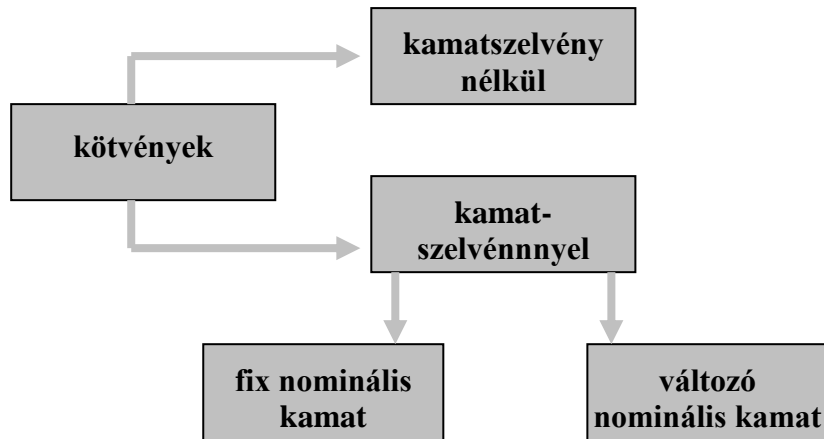 kamatszelvény
nélkül
kötvények
kamat-
szelvénnnyel
fix nominális
kamat
változó
nominális kamat